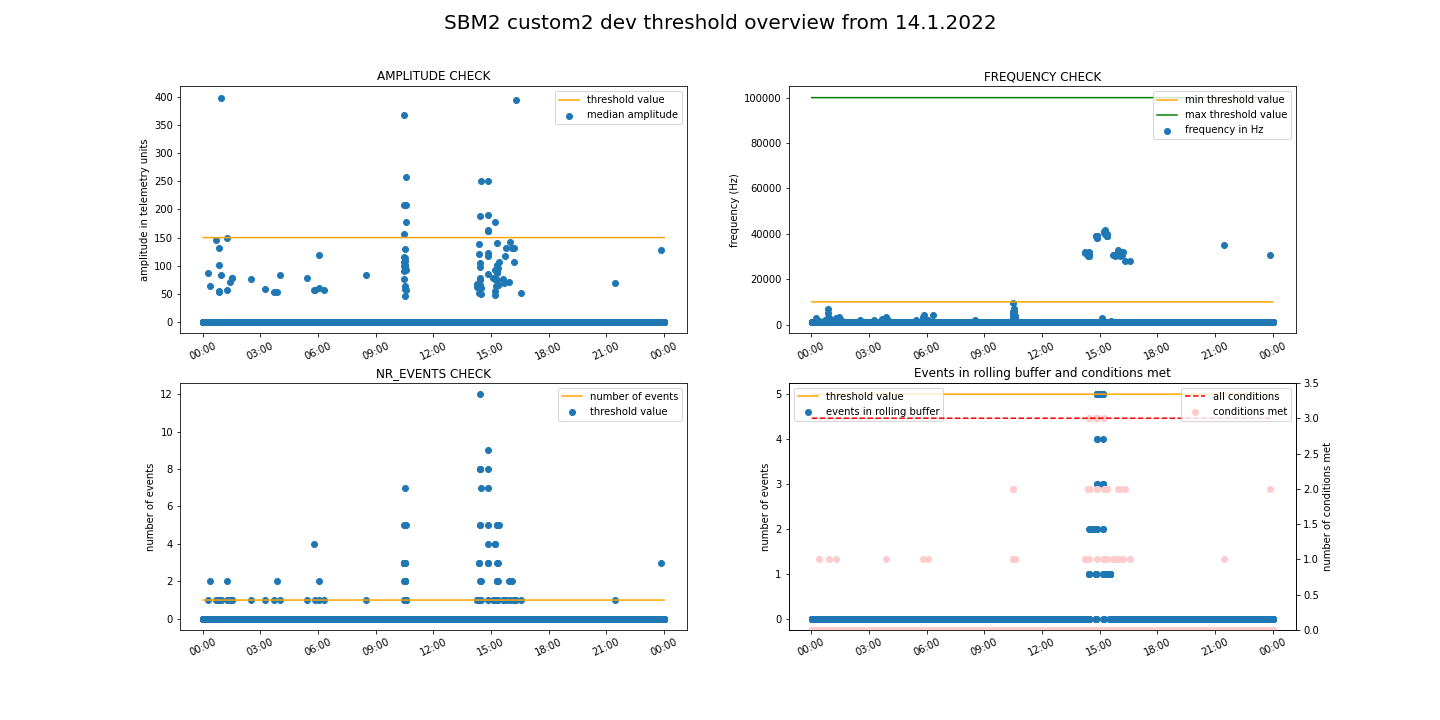 SBM2 custom2 dev threshold overview from 14.1.2022
AMPLITUDE CHECK
amplitude in telemetry units
400
350
300
250
200
150
100
50
0
threshold value
median amplitude
00:00 03:00 06:00 09:00 12:00 15:00 18:00 21:00 00:00
FREQUENCY CHECK
frequency (Hz)
100000
80000
60000
40000
20000
0
min threshold value
max threshold value
frequency in Hz
00:00 03:00 06:00 09:00 12:00 15:00 18:00 21:00 00:00
NR_EVENTS CHECK
number of events
12
10
8
6
4
2
0
number of events
threshold value
00:00 03:00 06:00 09:00 12:00 15:00 18:00 21:00 00:00
Events in rolling buffer and conditions met
number of events
5
4
3
2
1
0
threshold value
events in rolling buffer
all conditions
conditions met
3.5
3.0
2.5
2.0
1.5
1.0
0.5
0.0
number of conditions met
00:00 03:00 06:00 09:00 12:00 15:00 18:00 21:00 00:00